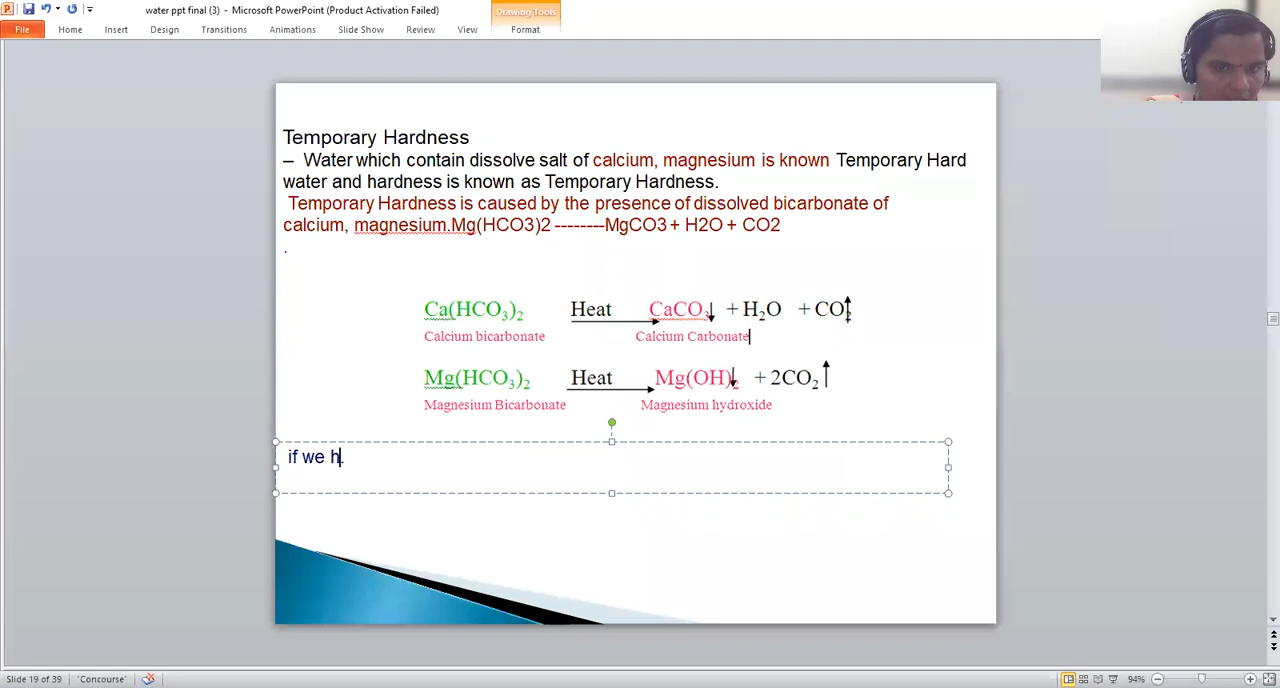 water ppt final (3) - Microsoft PowerPoint (Product Activation Failed)
Drawing Tools
File Home Insert Design Transitions Animations Slide Show Review View Format
Temporary Hardness
– Water which contain dissolve salt of calcium, magnesium is known Temporary Hard
water and hardness is known as Temporary Hardness.
Temporary Hardness is caused by the presence of dissolved bicarbonate of
calcium, magnesium.Mg(HCO3)2 --------MgCO3 + H2O + CO2
.
Ca(HCO₃)₂ Heat CaCO₃↓ + H₂O + CO₂↑
Calcium bicarbonate Calcium Carbonate
Mg(HCO₃)₂ Heat Mg(OH)₂↓ + 2CO₂↑
Magnesium Bicarbonate Magnesium hydroxide
if we h.
Slide 19 of 39 'Concourse' 94%